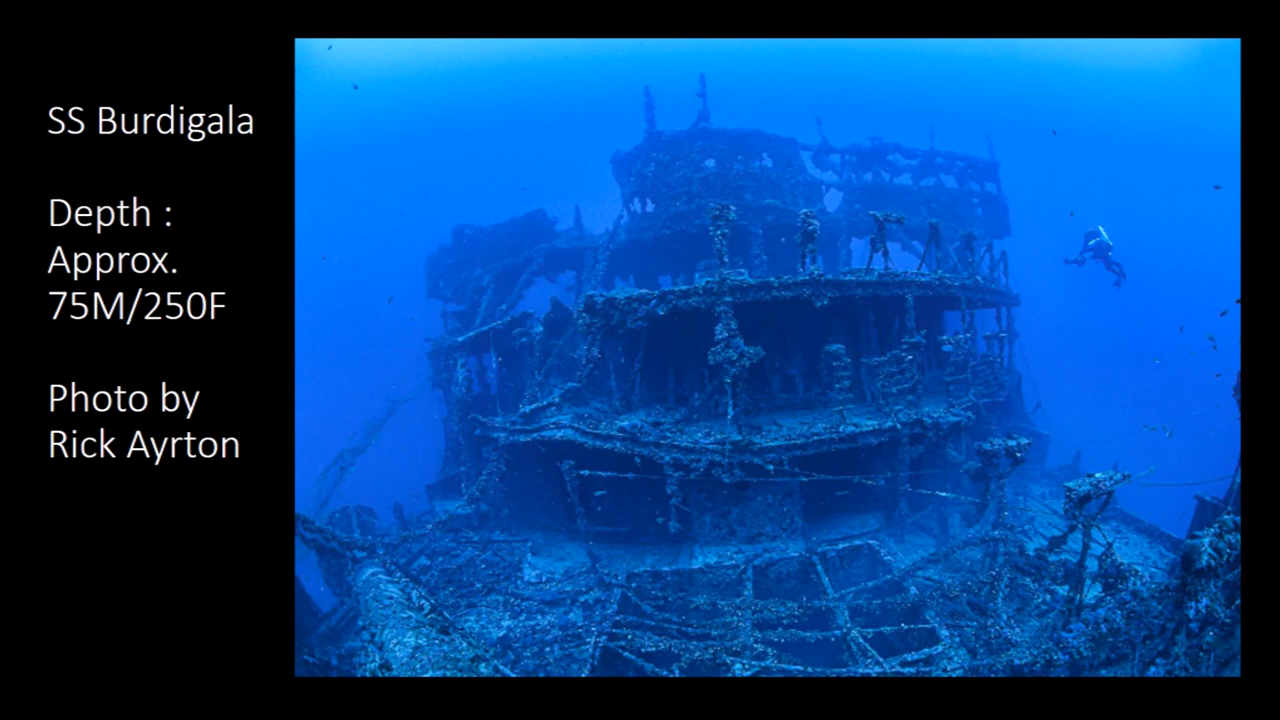 SS Burdigala
Depth :
Approx.
75M/250F
Photo by
Rick Ayrton